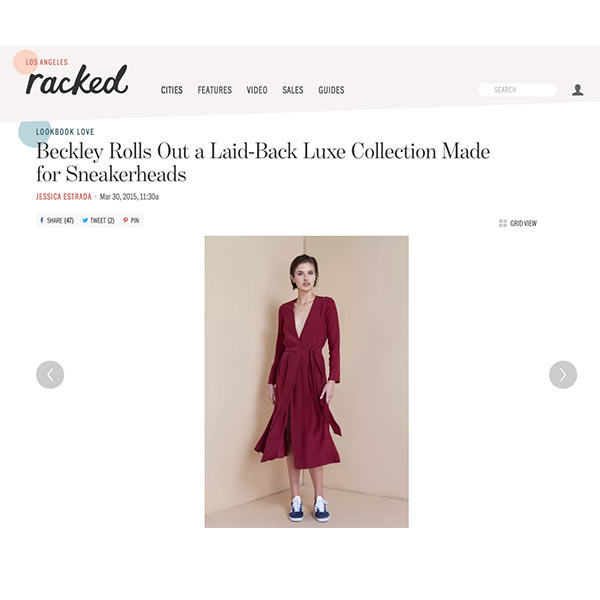 LOS ANGELES
racked
CITIES FEATURES VIDEO SALES GUIDES
SEARCH
LOOKBOOK LOVE
Beckley Rolls Out a Laid-Back Luxe Collection Made
for Sneakerheads
JESSICA ESTRADA • Mar 30, 2015, 11:30a
SHARE (47) TWEET (2) PIN
GRID VIEW